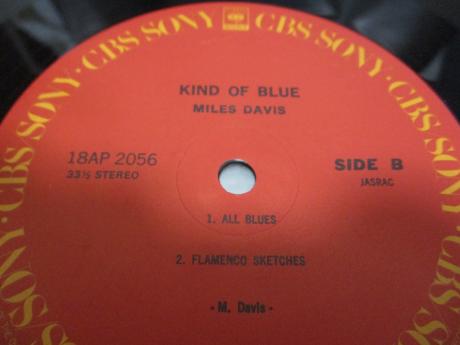 CBS SONY · CBS SONY · CBS SONY · CBS SONY
KIND OF BLUE
MILES DAVIS
18AP 2056
33⅓ STEREO
SIDE B
JASRAC
1. ALL BLUES
2. FLAMENCO SKETCHES
- M. Davis -